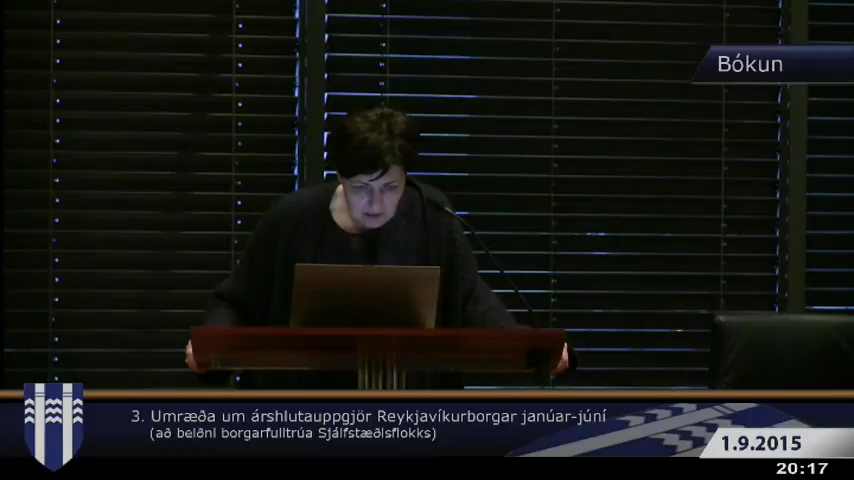 Bókun
3. Umræða um árshlutauppgjör Reykjavíkurborgar janúar-júní
(að beiðni borgarfulltrúa Sjálfstæðisflokks)
1.9.2015
20:17